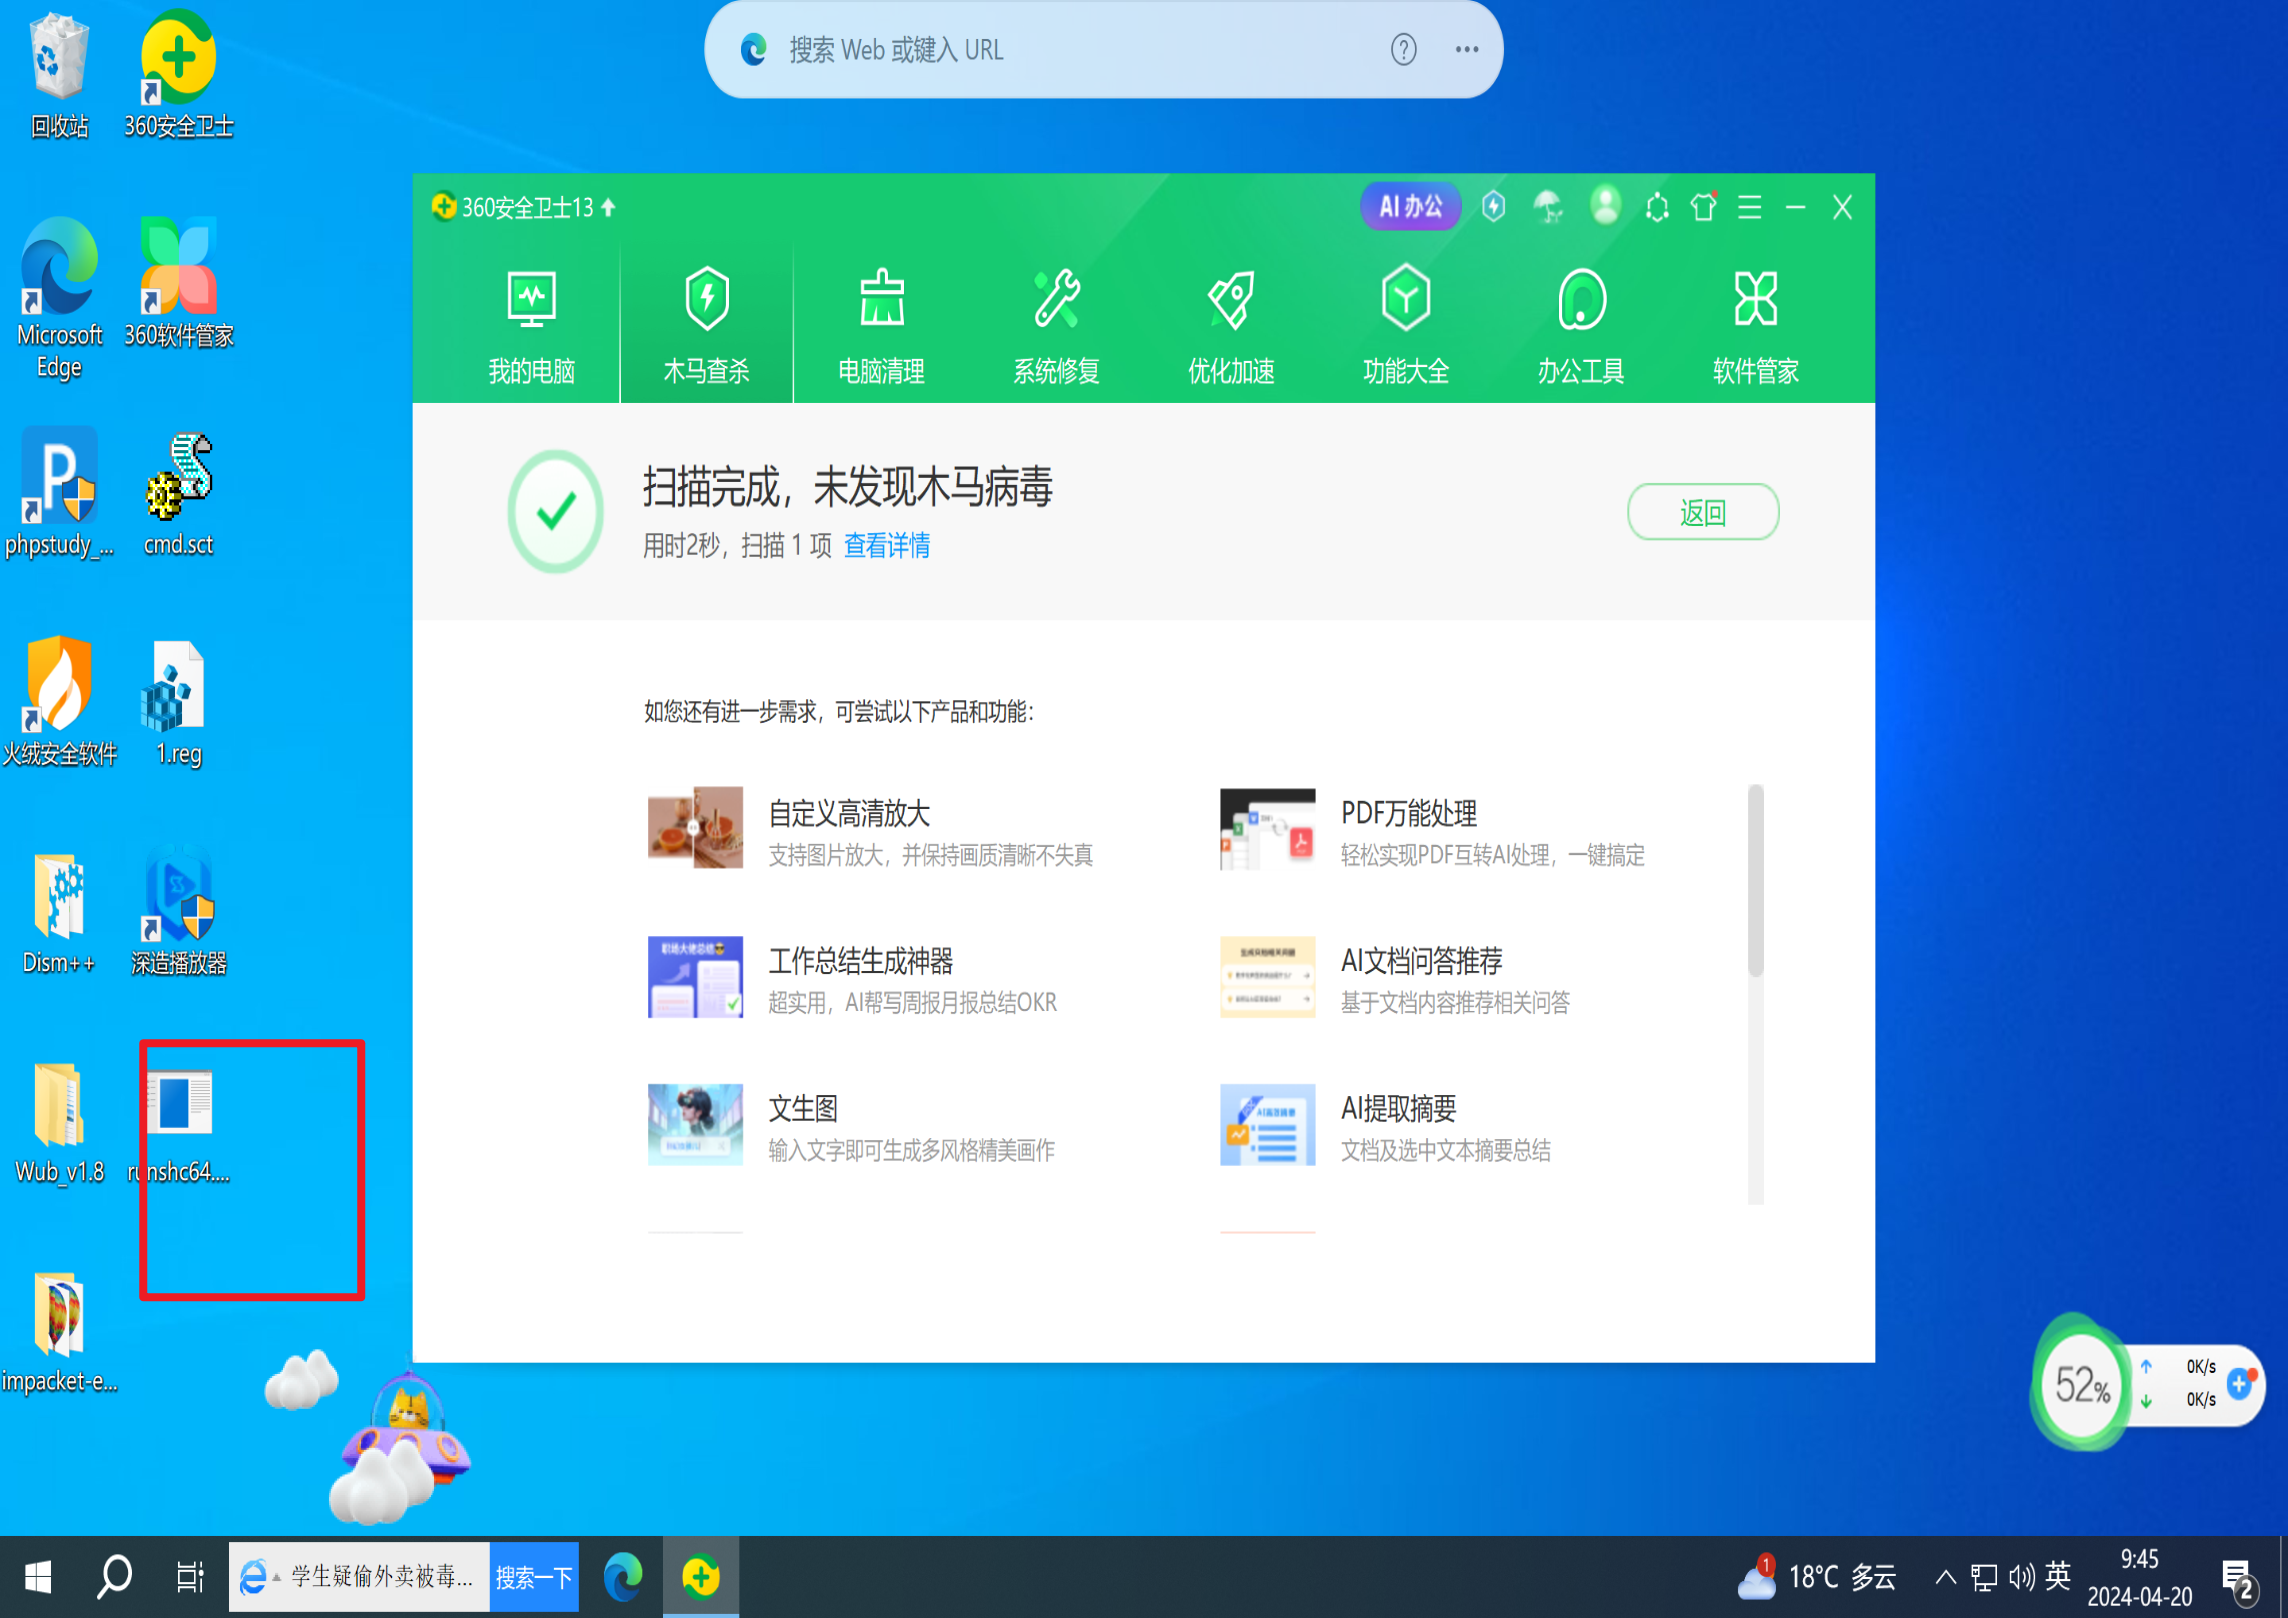 搜索 Web 或键入 URL
回收站
360安全卫士
Microsoft
Edge
360软件管家
phpstudy_...
cmd.sct
火绒安全软件
1.reg
Dism++
深造播放器
Wub_v1.8
runshc64....
impacket-e...
360安全卫士13
AI 办公
我的电脑
木马查杀
电脑清理
系统修复
优化加速
功能大全
办公工具
软件管家
扫描完成，未发现木马病毒
用时2秒，扫描 1 项 查看详情
返回
如您还有进一步需求，可尝试以下产品和功能：
自定义高清放大
支持图片放大，并保持画质清晰不失真
PDF万能处理
轻松实现PDF互转AI处理，一键搞定
职场大佬总结
工作总结生成神器
超实用，AI帮写周报月报总结OKR
AI文档问答推荐
基于文档内容推荐相关问答
文生图
输入文字即可生成多风格精美画作
AI提取摘要
文档及选中文本摘要总结
52%
0K/s
0K/s
学生疑偷外卖被毒...
搜索一下
1
18°C 多云
英
9:45
2024-04-20
2